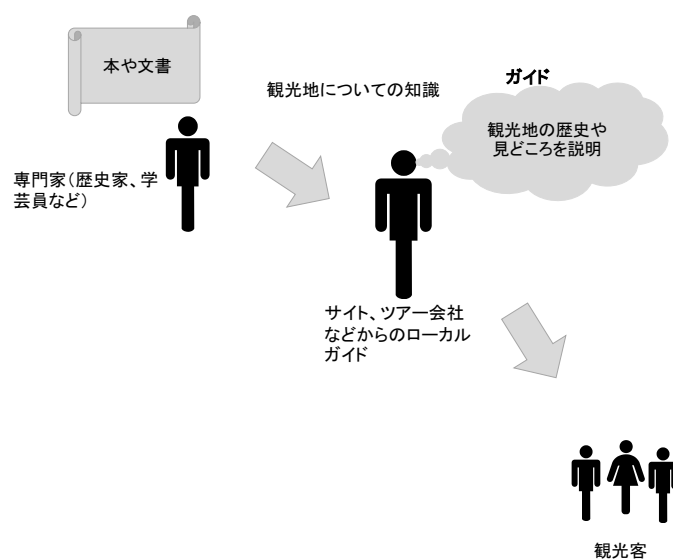 本や文書
観光地についての知識
ガイド
観光地の歴史や
見どころを説明
専門家（歴史家、学
芸員など）
サイト、ツアー会社
などからのローカル
ガイド
観光客